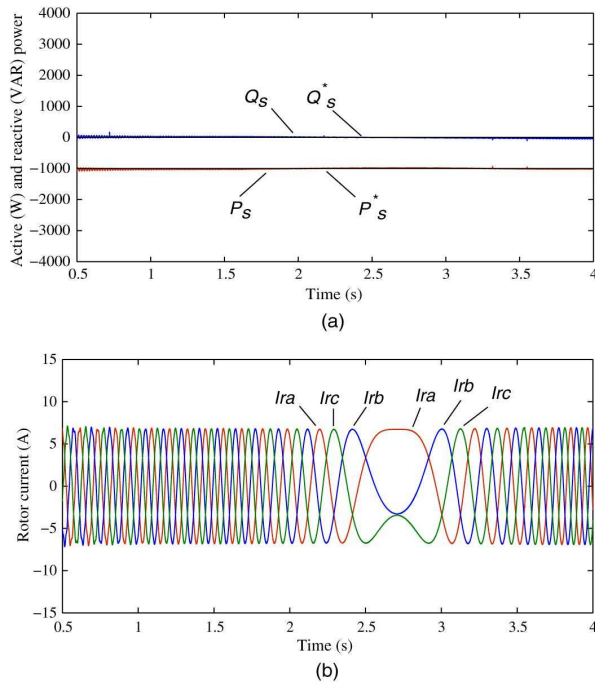 4000
3000
2000
1000
0
−1000
−2000
−3000
−4000
Active (W) and reactive (VAR) power
Qs Q*s
Ps P*s
0.5 1 1.5 2 2.5 3 3.5 4
Time (s)
(a)
15
10
5
0
−5
−10
−15
Rotor current (A)
Ira Irc Irb Ira Irb Irc
0.5 1 1.5 2 2.5 3 3.5 4
Time (s)
(b)